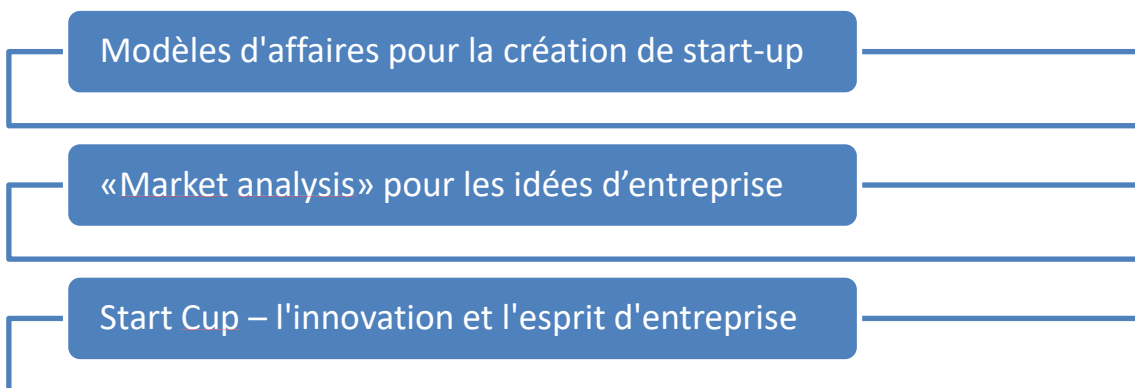 Modèles d'affaires pour la création de start-up
«Market analysis» pour les idées d’entreprise
Start Cup – l'innovation et l'esprit d'entreprise